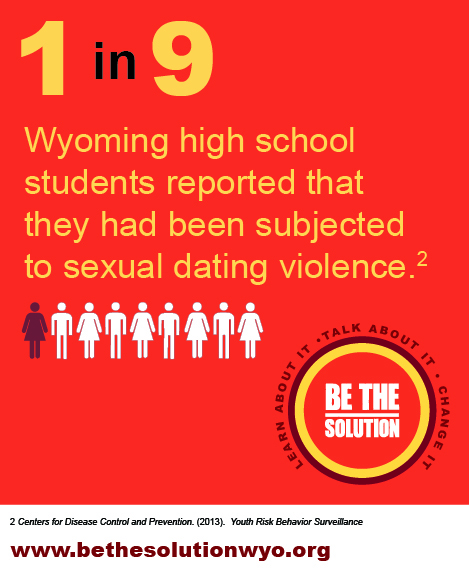 1 in 9
Wyoming high school
students reported that
they had been subjected
to sexual dating violence.2
LEARN ABOUT IT • TALK ABOUT IT • CHANGE IT
BE THE
SOLUTION
2 Centers for Disease Control and Prevention. (2013). Youth Risk Behavior Surveillance
www.bethesolutionwyo.org